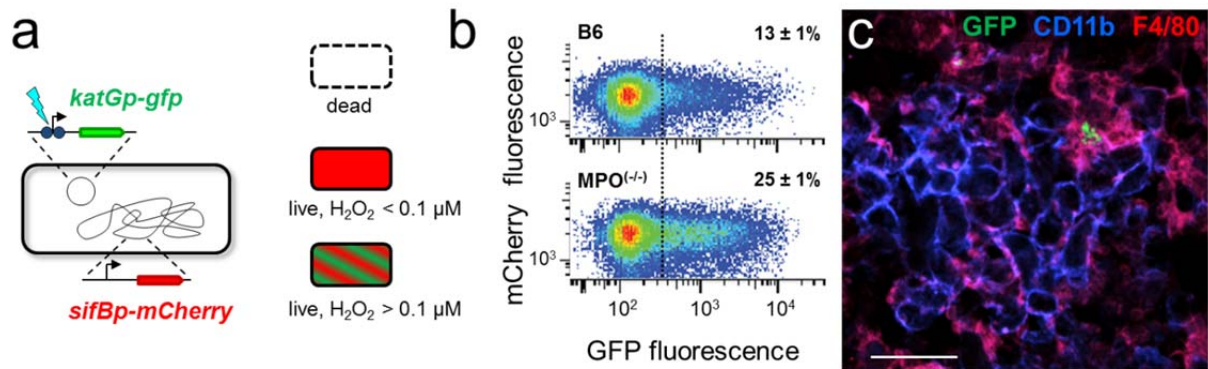 a
katGp-gfp
sifBp-mCherry
dead
live, H₂O₂ < 0.1 µM
live, H₂O₂ > 0.1 µM
b
mCherry fluorescence
B6 13 ± 1%
10³
MPO⁽⁻/⁻⁾ 25 ± 1%
10³
10² 10³ 10⁴
GFP fluorescence
c
GFP CD11b F4/80